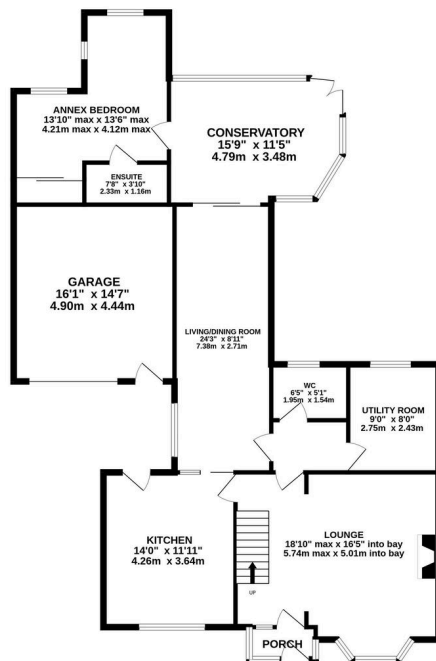 ANNEX BEDROOM
13'10" max x 13'6" max
4.21m max x 4.12m max
CONSERVATORY
15'9" x 11'5"
4.79m x 3.48m
ENSUITE
7'8" x 3'10"
2.33m x 1.16m
GARAGE
16'1" x 14'7"
4.90m x 4.44m
LIVING/DINING ROOM
24'3" x 8'11"
7.38m x 2.71m
WC
6'5" x 5'1"
1.95m x 1.54m
UTILITY ROOM
9'0" x 8'0"
2.75m x 2.43m
KITCHEN
14'0" x 11'11"
4.26m x 3.64m
LOUNGE
18'10" max x 16'5" into bay
5.74m max x 5.01m into bay
UP
PORCH